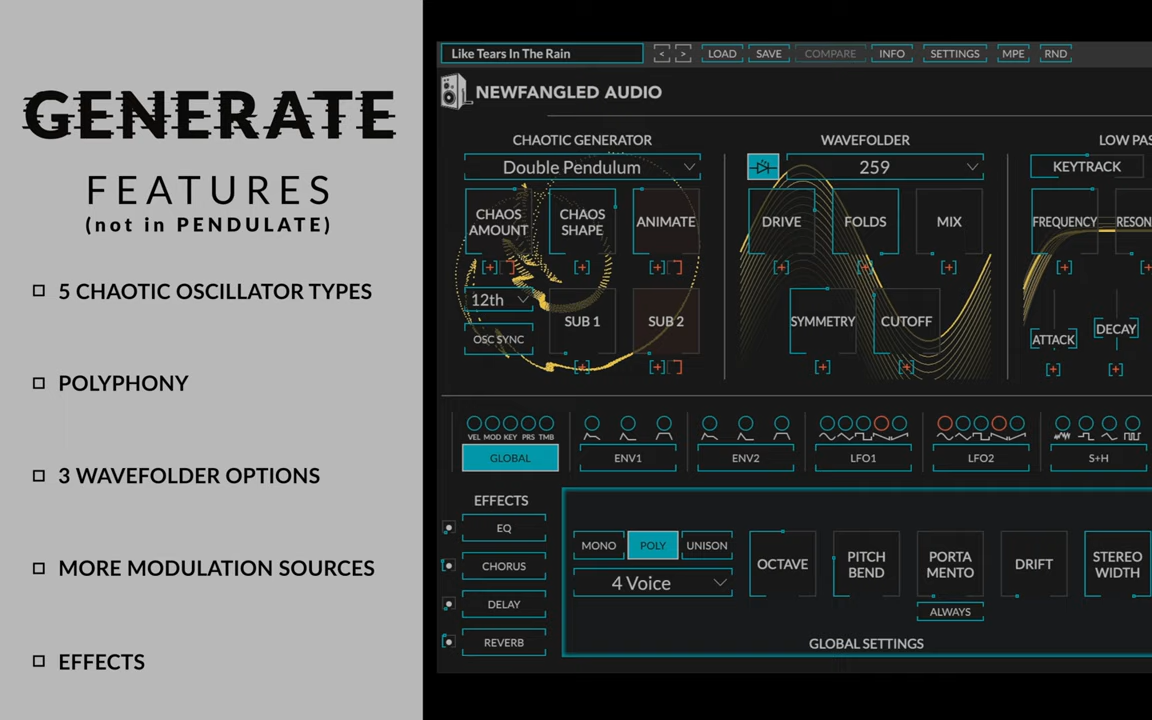 GENERATE
FEATURES
(not in PENDULATE)
5 CHAOTIC OSCILLATOR TYPES
POLYPHONY
3 WAVEFOLDER OPTIONS
MORE MODULATION SOURCES
EFFECTS
Like Tears In The Rain
< > LOAD SAVE COMPARE INFO SETTINGS MPE RND
NEWFANGLED AUDIO
CHAOTIC GENERATOR
Double Pendulum
CHAOS AMOUNT
CHAOS SHAPE
ANIMATE
[+] [+] [+]
12th
OSC SYNC
SUB 1
SUB 2
[+] [+]
WAVEFOLDER
259
DRIVE
FOLDS
MIX
[+] [+] [+]
SYMMETRY
CUTOFF
[+] [+]
LOW PAS
KEYTRACK
FREQUENCY
RESON
[+] [+]
ATTACK
DECAY
[+] [+]
VEL MOD KEY PRS TMB
GLOBAL ENV1 ENV2 LFO1 LFO2 S+H
EFFECTS
EQ
CHORUS
DELAY
REVERB
MONO POLY UNISON
4 Voice
OCTAVE
PITCH BEND
PORTA MENTO
ALWAYS
DRIFT
STEREO WIDTH
GLOBAL SETTINGS